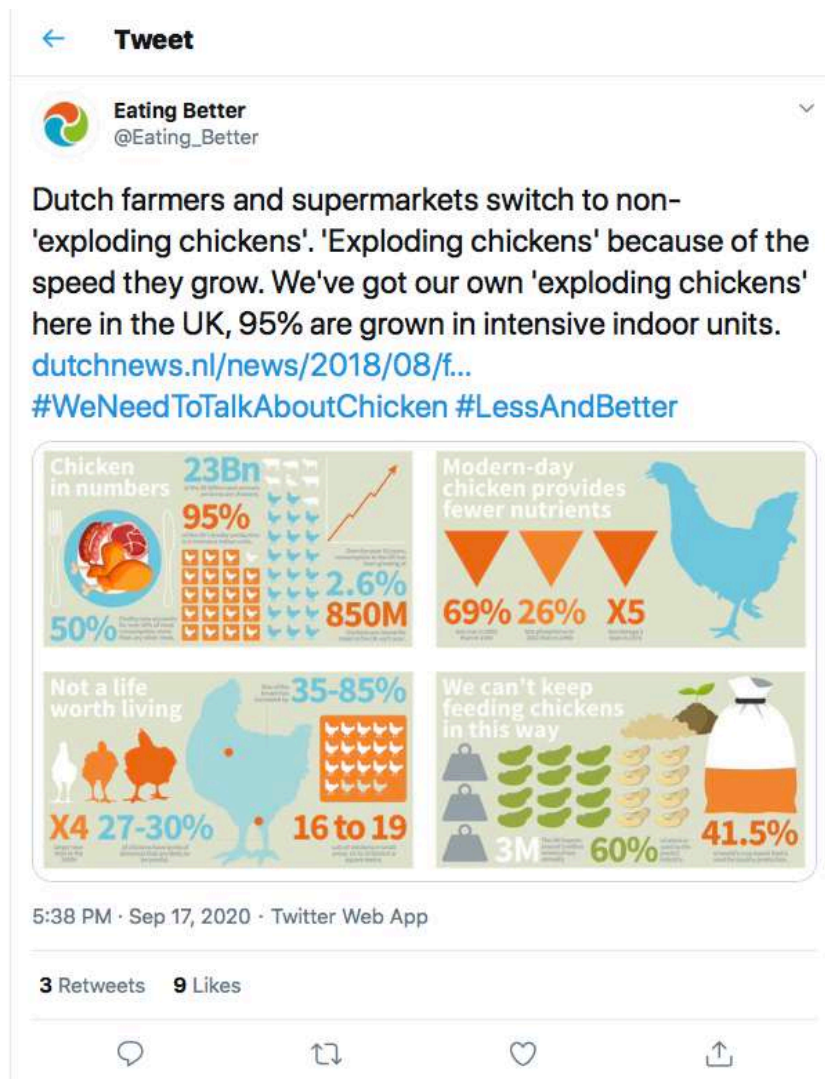 Tweet
Eating Better
@Eating_Better
Dutch farmers and supermarkets switch to non-
'exploding chickens'. 'Exploding chickens' because of the
speed they grow. We've got our own 'exploding chickens'
here in the UK, 95% are grown in intensive indoor units.
dutchnews.nl/news/2018/08/f...
#WeNeedToTalkAboutChicken #LessAndBetter
Chicken
in numbers
23Bn
95%
2.6%
850M
50%
Modern-day
chicken provides
fewer nutrients
69% 26% X5
Not a life
worth living
35-85%
X4 27-30%
16 to 19
We can't keep
feeding chickens
in this way
3M
60%
41.5%
5:38 PM · Sep 17, 2020 · Twitter Web App
3 Retweets 9 Likes